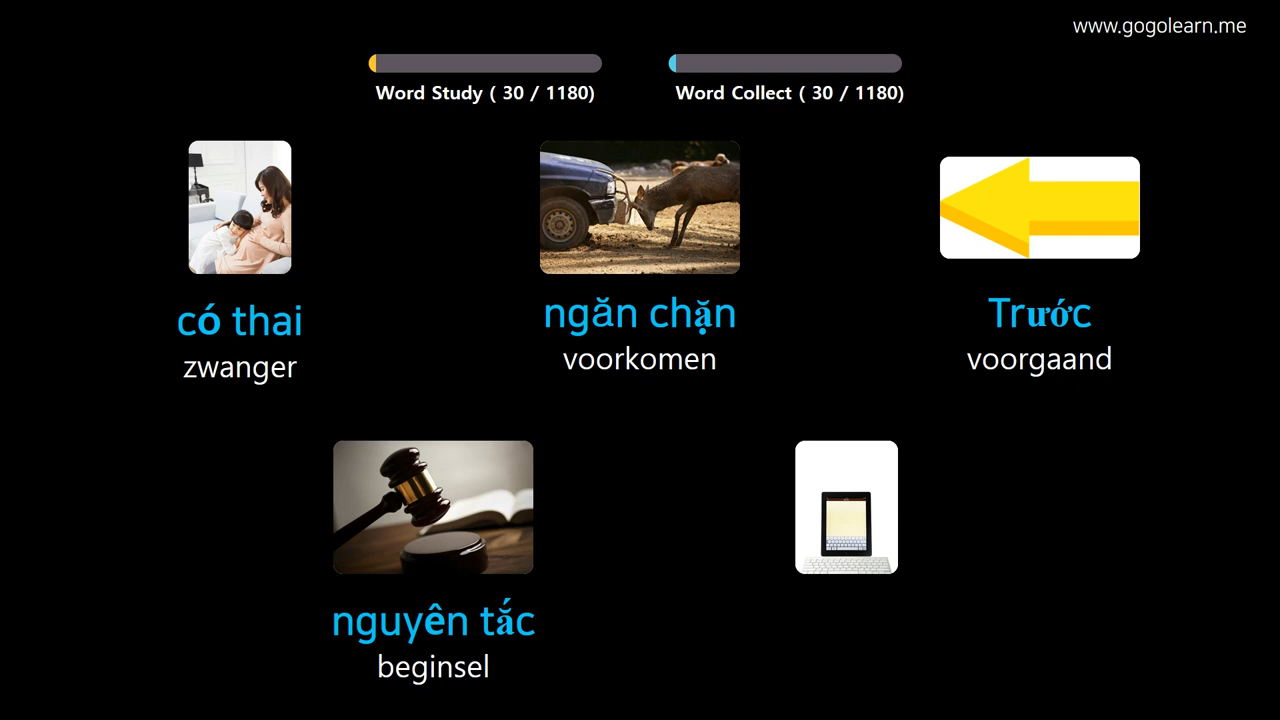 www.gogolearn.me
Word Study ( 30 / 1180)
Word Collect ( 30 / 1180)
có thai
zwanger
ngăn chặn
voorkomen
Trước
voorgaand
nguyên tắc
beginsel